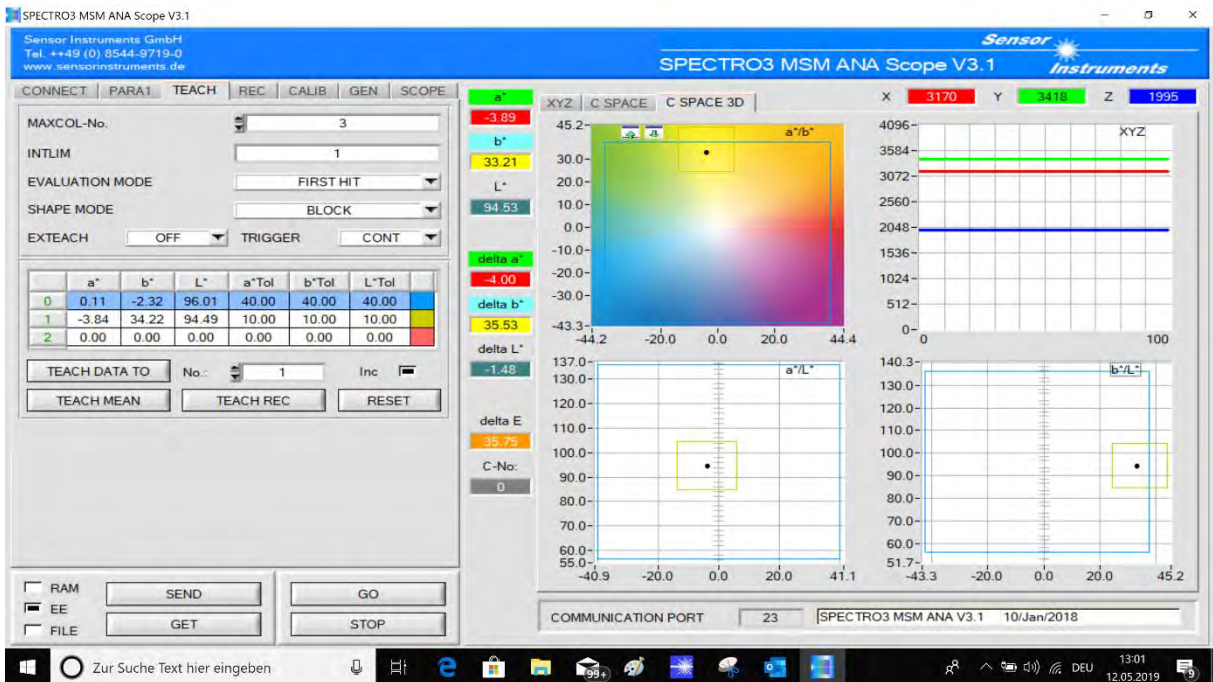 SPECTRO3 MSM ANA Scope V3.1
Sensor Instruments GmbH
Tel. ++49 (0) 8544-9719-0
www.sensorinstruments.de
Sensor
Instruments
SPECTRO3 MSM ANA Scope V3.1
CONNECT PARA1 TEACH REC CALIB GEN SCOPE
MAXCOL-No. 3
INTLIM 1
EVALUATION MODE FIRST HIT
SHAPE MODE BLOCK
EXTEACH OFF TRIGGER CONT
a* b* L* a*Tol b*Tol L*Tol
0 0.11 -2.32 96.01 40.00 40.00 40.00
1 -3.84 34.22 94.49 10.00 10.00 10.00
2 0.00 0.00 0.00 0.00 0.00 0.00
TEACH DATA TO No.: 1 Inc
TEACH MEAN TEACH REC RESET
RAM
EE
FILE
SEND
GET
GO
STOP
a*
-3.89
b*
33.21
L*
94.53
delta a*
-4.00
delta b*
35.53
delta L*
-1.48
delta E
35.75
C-No:
0
XYZ C SPACE C SPACE 3D
X 3170 Y 3418 Z 1995
a*/b*
45.2
30.0
20.0
10.0
0.0
-10.0
-20.0
-30.0
-43.3
-44.2 -20.0 0.0 20.0 44.4
XYZ
4096
3584
3072
2560
2048
1536
1024
512
0
0 100
a*/L*
137.0
130.0
120.0
110.0
100.0
90.0
80.0
70.0
60.0
55.0
-40.9 -20.0 0.0 20.0 41.1
b*/L*
140.3
130.0
120.0
110.0
100.0
90.0
80.0
70.0
60.0
51.7
-43.3 -20.0 0.0 20.0 45.2
COMMUNICATION PORT 23 SPECTRO3 MSM ANA V3.1 10/Jan/2018
Zur Suche Text hier eingeben
99+
DEU
13:01
12.05.2019
9